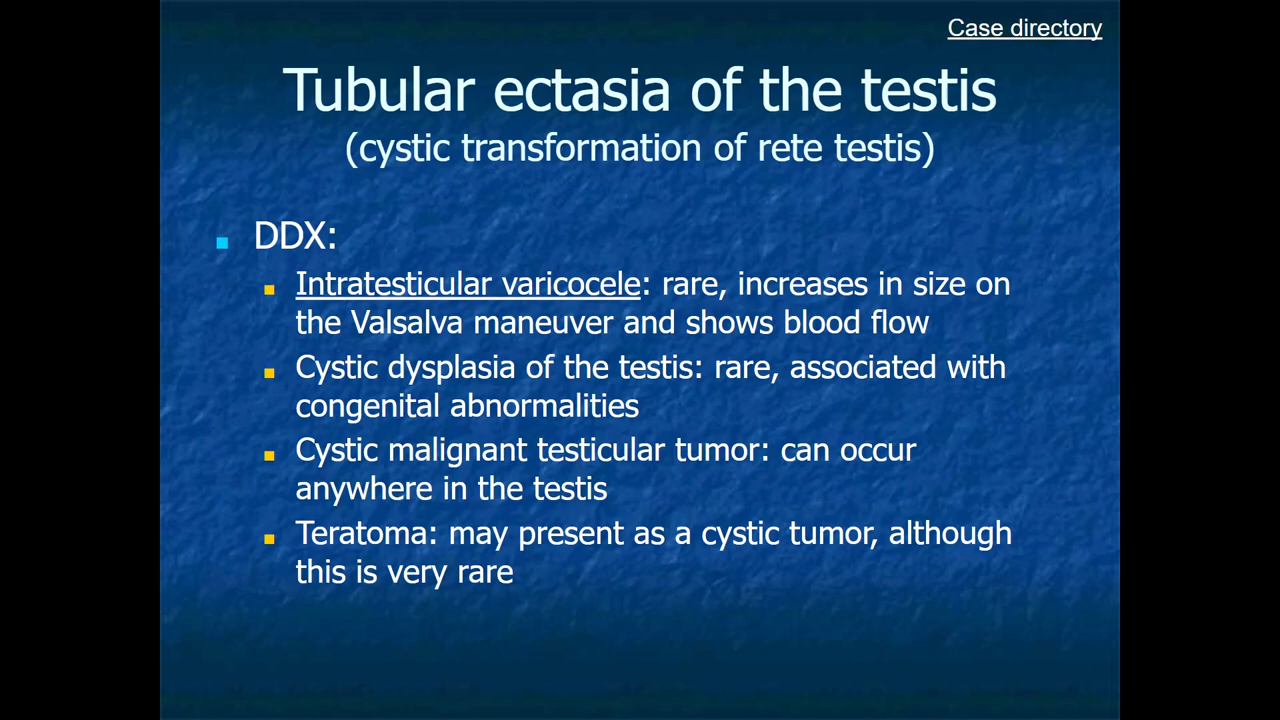 Case directory
Tubular ectasia of the testis
(cystic transformation of rete testis)
DDX:
Intratesticular varicocele: rare, increases in size on
the Valsalva maneuver and shows blood flow
Cystic dysplasia of the testis: rare, associated with
congenital abnormalities
Cystic malignant testicular tumor: can occur
anywhere in the testis
Teratoma: may present as a cystic tumor, although
this is very rare